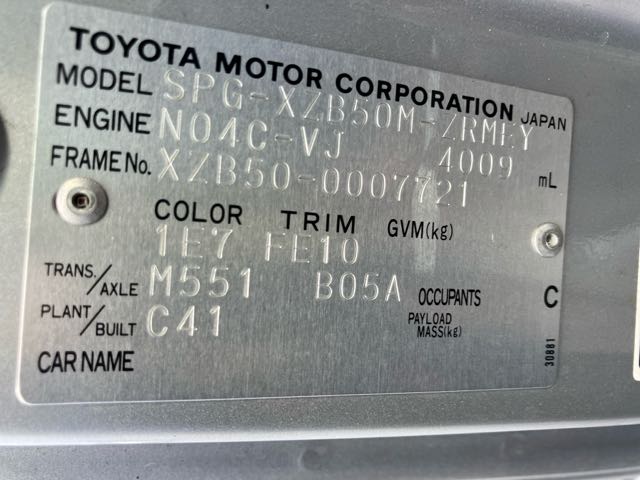 TOYOTA MOTOR CORPORATION JAPAN
MODEL SPG-XZB50M-ZRMEY
ENGINE N04C-VJ 4009 mL
FRAME No. XZB50-0007721
COLOR TRIM GVM(kg)
1E7 FE10
TRANS./AXLE M551 B05A OCCUPANTS C
PLANT/BUILT C41 PAYLOAD MASS(kg)
CAR NAME
30881